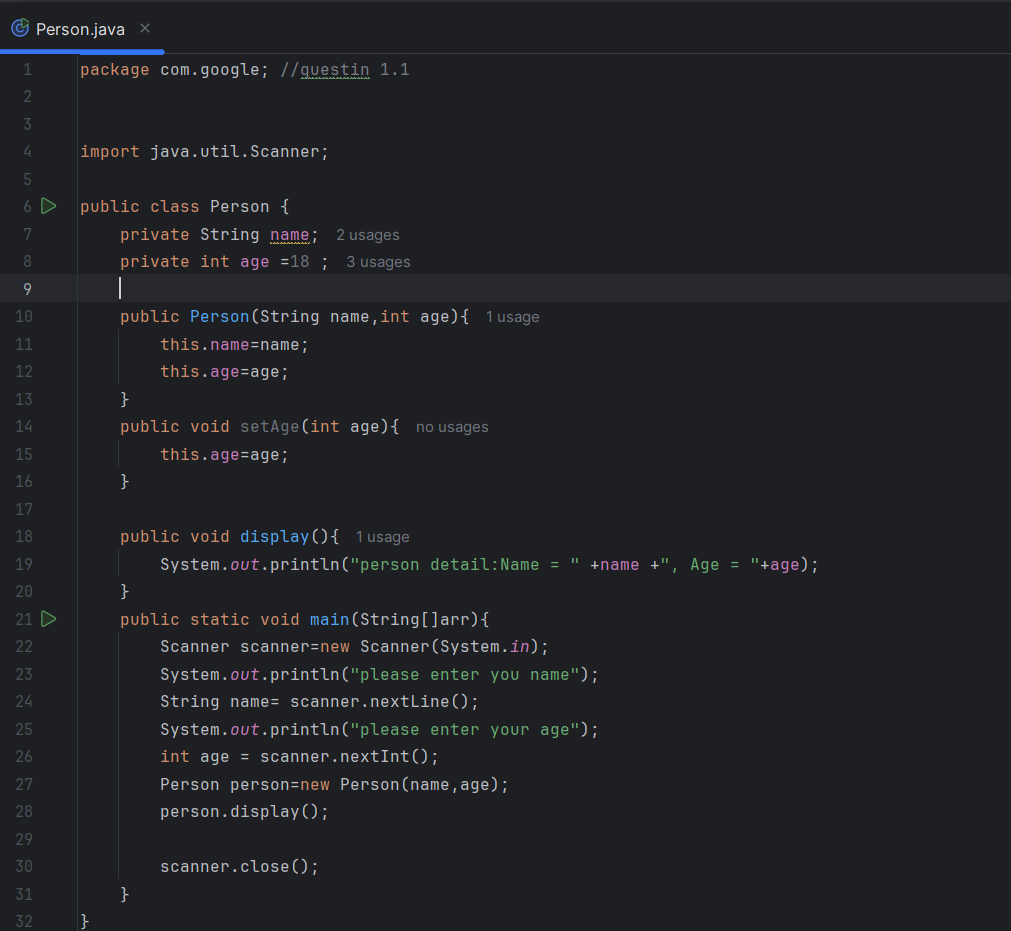 Person.java
1 package com.google; //questin 1.1
2
3
4 import java.util.Scanner;
5
6 public class Person {
7 private String name; 2 usages
8 private int age =18 ; 3 usages
9
10 public Person(String name,int age){ 1 usage
11 this.name=name;
12 this.age=age;
13 }
14 public void setAge(int age){ no usages
15 this.age=age;
16 }
17
18 public void display(){ 1 usage
19 System.out.println("person detail:Name = " +name +", Age = "+age);
20 }
21 public static void main(String[]arr){
22 Scanner scanner=new Scanner(System.in);
23 System.out.println("please enter you name");
24 String name= scanner.nextLine();
25 System.out.println("please enter your age");
26 int age = scanner.nextInt();
27 Person person=new Person(name,age);
28 person.display();
29
30 scanner.close();
31 }
32 }